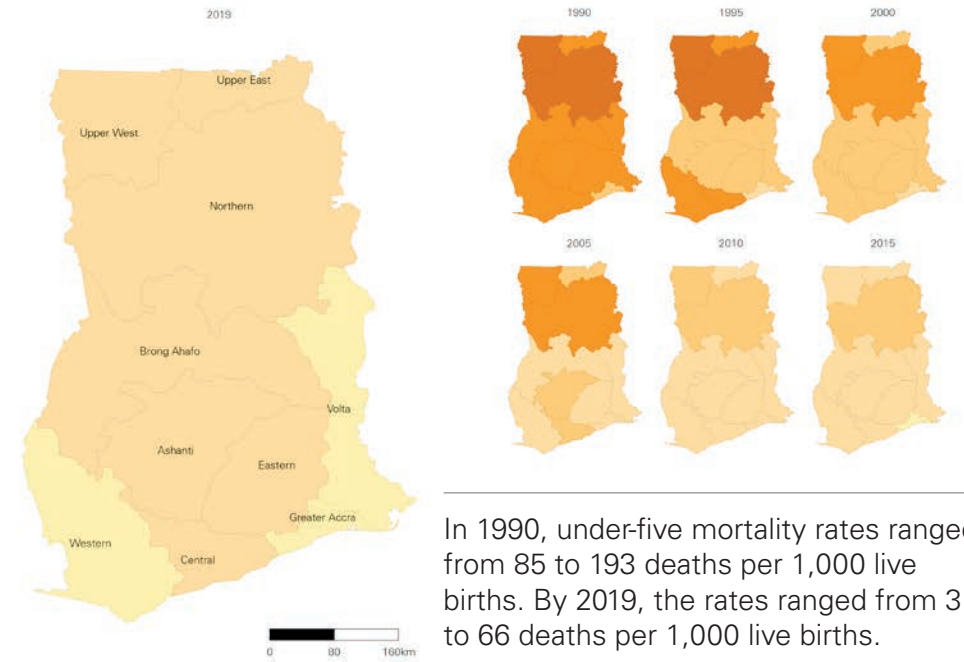 2019
Upper East
Upper West
Northern
Brong Ahafo
Volta
Ashanti
Eastern
Greater Accra
Western
Central
0 80 160km
1990 1995 2000
2005 2010 2015
In 1990, under-five mortality rates ranged
from 85 to 193 deaths per 1,000 live
births. By 2019, the rates ranged from 3
to 66 deaths per 1,000 live births.